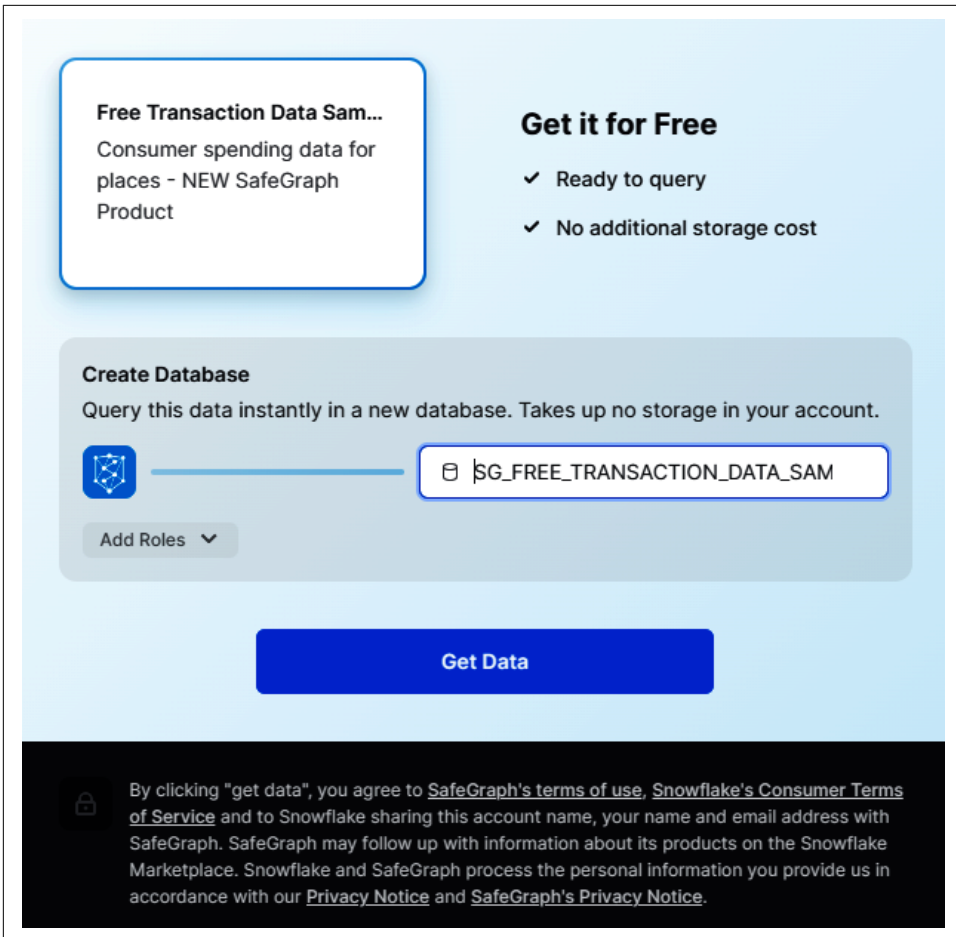 Free Transaction Data Sam...
Consumer spending data for
places - NEW SafeGraph
Product
Get it for Free
Ready to query
No additional storage cost
Create Database
Query this data instantly in a new database. Takes up no storage in your account.
SG_FREE_TRANSACTION_DATA_SAM
Add Roles
Get Data
By clicking "get data", you agree to SafeGraph's terms of use, Snowflake's Consumer Terms
of Service and to Snowflake sharing this account name, your name and email address with
SafeGraph. SafeGraph may follow up with information about its products on the Snowflake
Marketplace. Snowflake and SafeGraph process the personal information you provide us in
accordance with our Privacy Notice and SafeGraph's Privacy Notice.